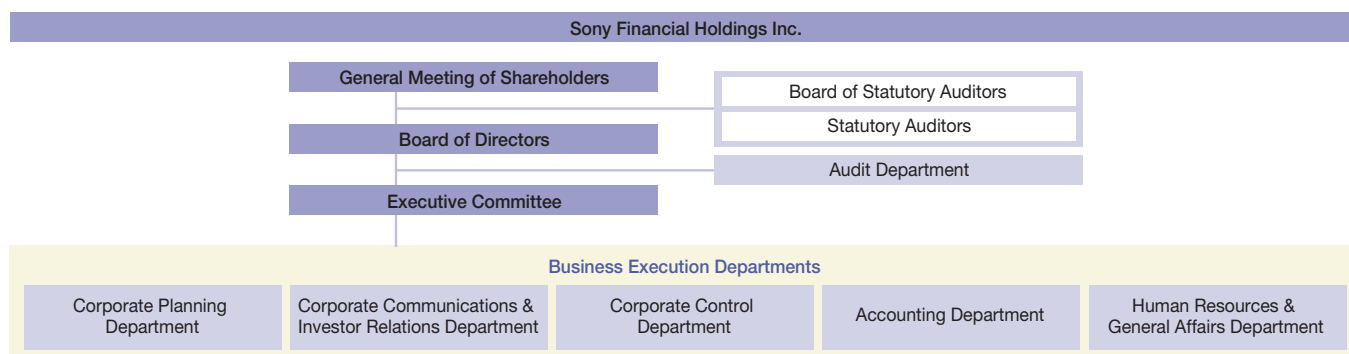 Sony Financial Holdings Inc.
General Meeting of Shareholders
Board of Statutory Auditors
Statutory Auditors
Board of Directors
Audit Department
Executive Committee
Business Execution Departments
Corporate Planning
Department
Corporate Communications &
Investor Relations Department
Corporate Control
Department
Accounting Department
Human Resources &
General Affairs Department